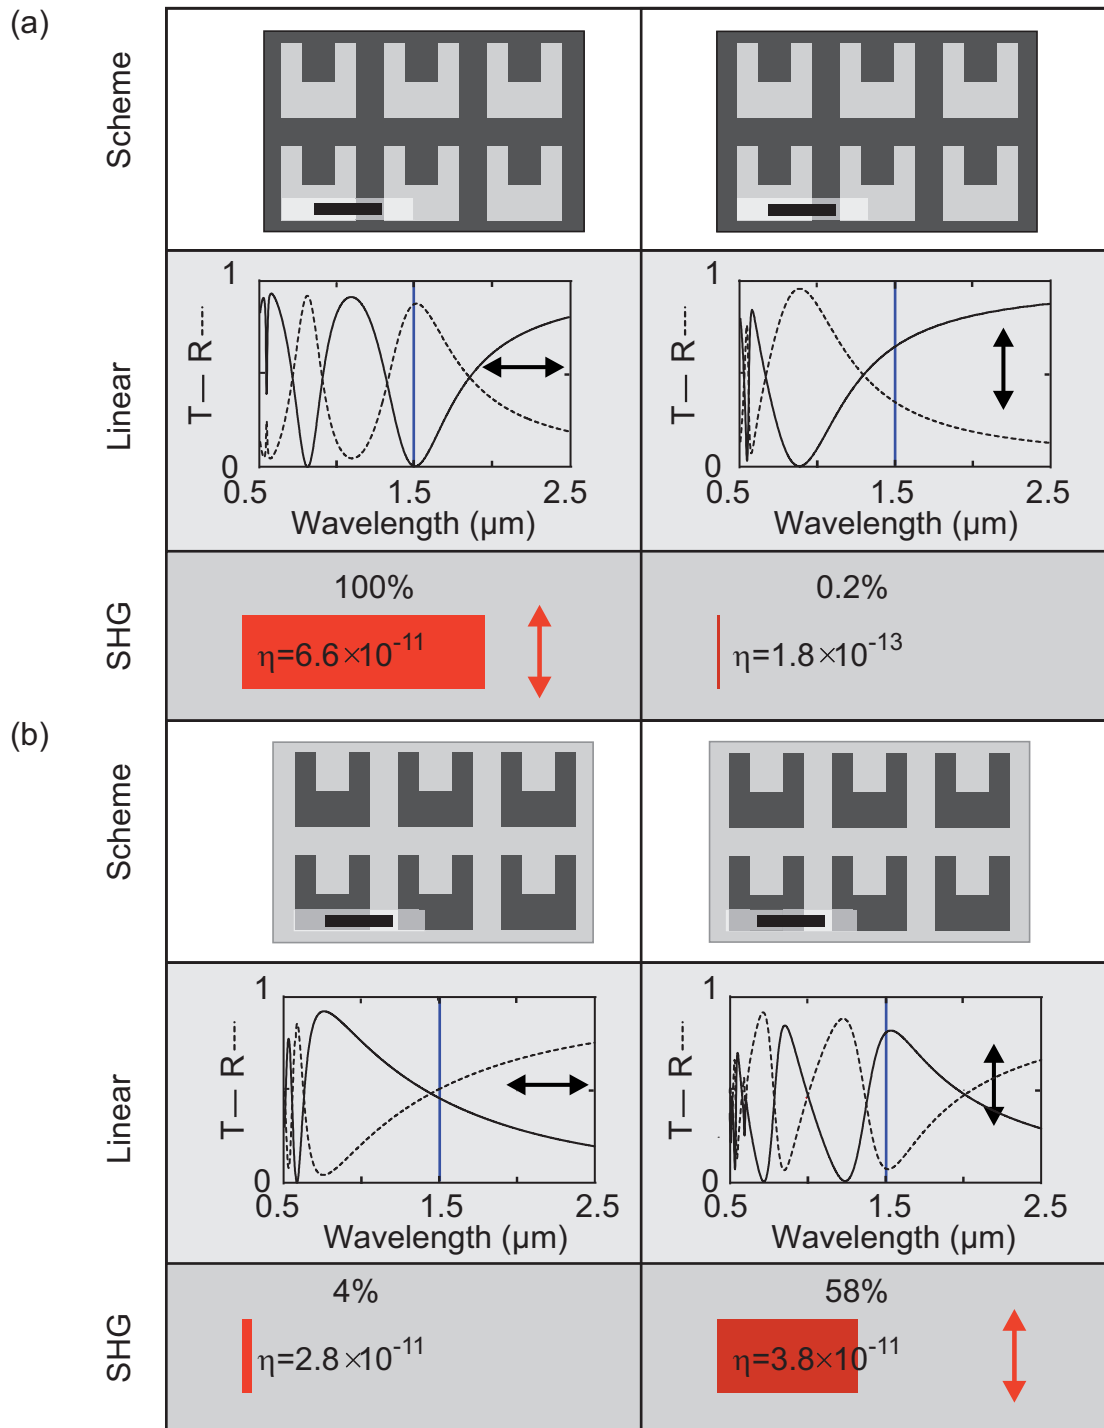 (a)
Scheme
Linear
T— R----
1
0
0.5 1.5 2.5
Wavelength (μm)
T— R----
1
0
0.5 1.5 2.5
Wavelength (μm)
SHG
100%
η=6.6×10⁻¹¹
0.2%
η=1.8×10⁻¹³
(b)
Scheme
Linear
T— R----
1
0
0.5 1.5 2.5
Wavelength (μm)
T— R----
1
0
0.5 1.5 2.5
Wavelength (μm)
SHG
4%
η=2.8×10⁻¹¹
58%
η=3.8×10⁻¹¹